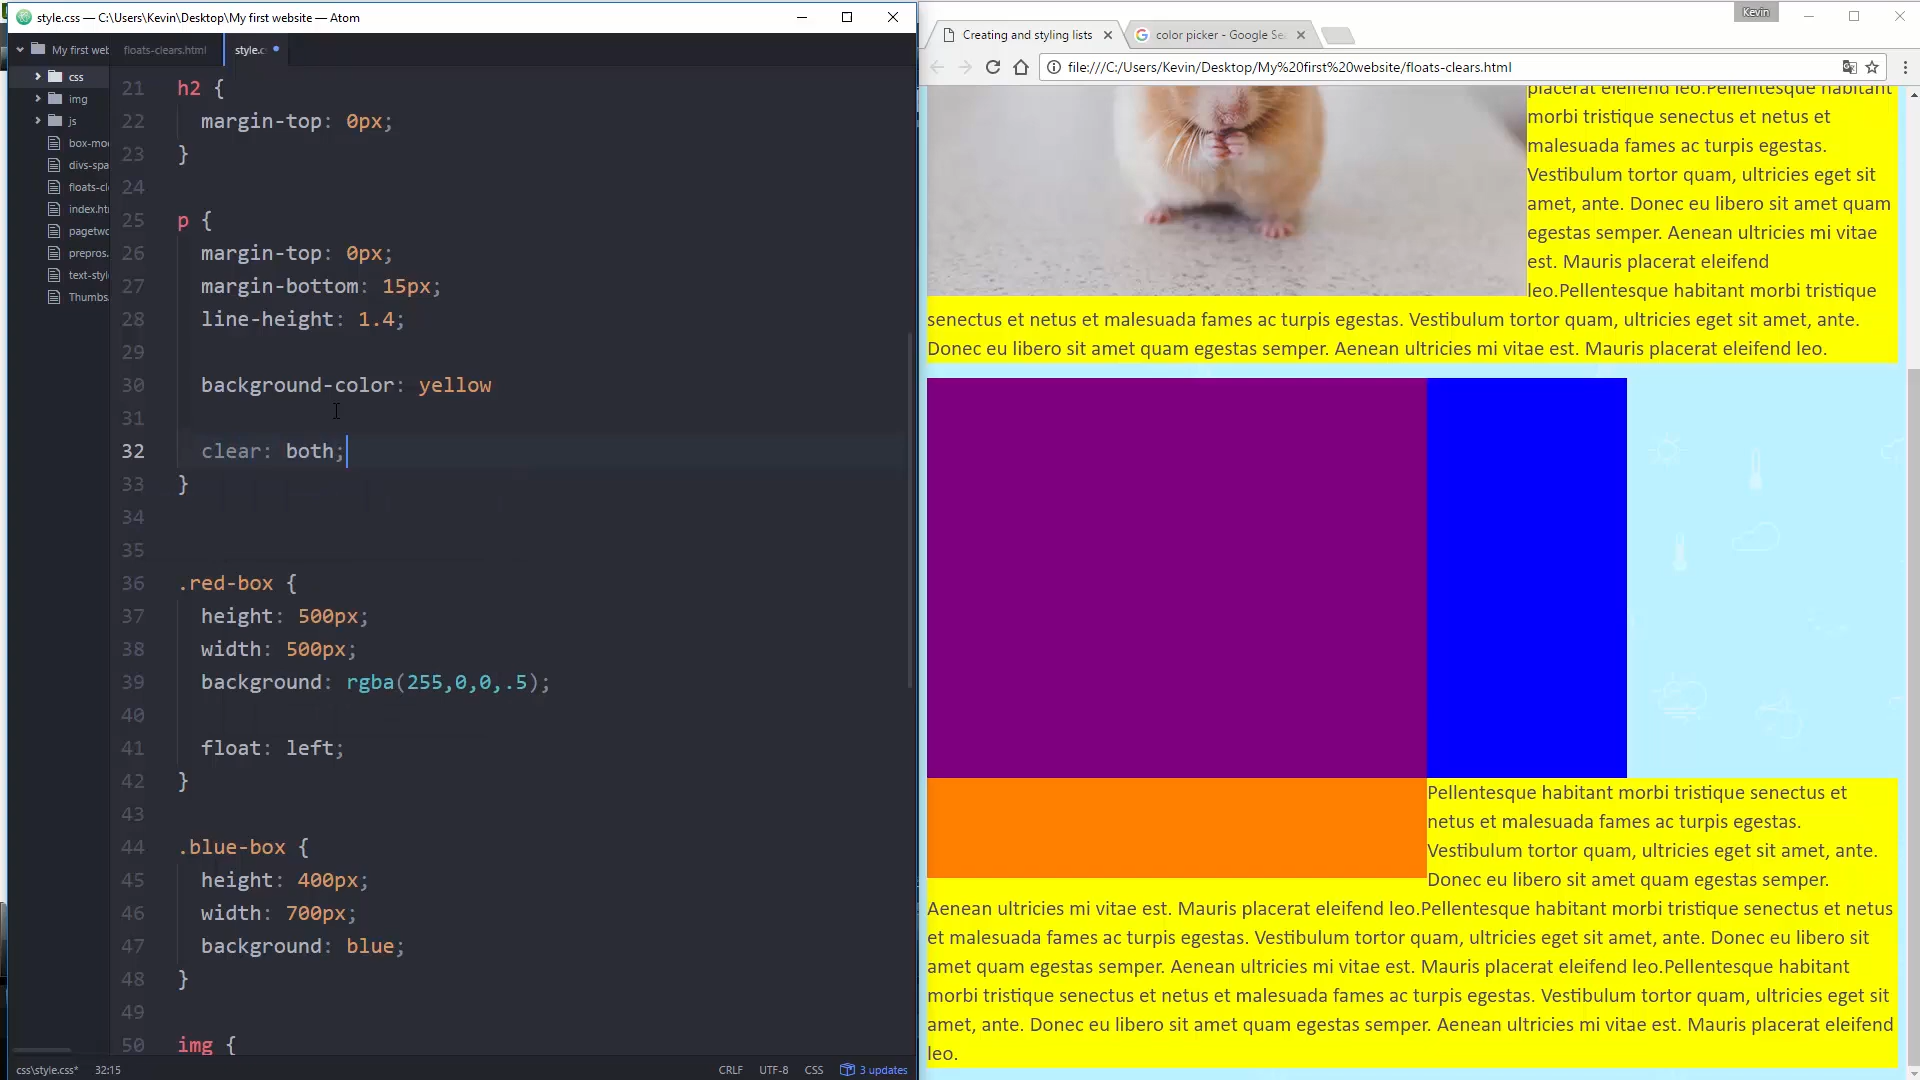 style.css — C:\Users\Kevin\Desktop\My first website — Atom
My first web
floats-clears.html
style.c
css
img
js
box-mo
divs-spa
floats-cl
index.ht
pagetwo
prepros.
text-styl
Thumbs.
21 h2 {
22 margin-top: 0px;
23 }
24
25 p {
26 margin-top: 0px;
27 margin-bottom: 15px;
28 line-height: 1.4;
29
30 background-color: yellow
31
32 clear: both;
33 }
34
35
36 .red-box {
37 height: 500px;
38 width: 500px;
39 background: rgba(255,0,0,.5);
40
41 float: left;
42 }
43
44 .blue-box {
45 height: 400px;
46 width: 700px;
47 background: blue;
48 }
49
50 img {
css\style.css* 32:15
CRLF UTF-8 CSS 3 updates
Kevin
Creating and styling lists
color picker - Google Se
file:///C:/Users/Kevin/Desktop/My%20first%20website/floats-clears.html
placerat eleifend leo.Pellentesque habitant
morbi tristique senectus et netus et
malesuada fames ac turpis egestas.
Vestibulum tortor quam, ultricies eget sit
amet, ante. Donec eu libero sit amet quam
egestas semper. Aenean ultricies mi vitae
est. Mauris placerat eleifend
leo.Pellentesque habitant morbi tristique
senectus et netus et malesuada fames ac turpis egestas. Vestibulum tortor quam, ultricies eget sit amet, ante.
Donec eu libero sit amet quam egestas semper. Aenean ultricies mi vitae est. Mauris placerat eleifend leo.
Pellentesque habitant morbi tristique senectus et
netus et malesuada fames ac turpis egestas.
Vestibulum tortor quam, ultricies eget sit amet, ante.
Donec eu libero sit amet quam egestas semper.
Aenean ultricies mi vitae est. Mauris placerat eleifend leo.Pellentesque habitant morbi tristique senectus et netus
et malesuada fames ac turpis egestas. Vestibulum tortor quam, ultricies eget sit amet, ante. Donec eu libero sit
amet quam egestas semper. Aenean ultricies mi vitae est. Mauris placerat eleifend leo.Pellentesque habitant
morbi tristique senectus et netus et malesuada fames ac turpis egestas. Vestibulum tortor quam, ultricies eget sit
amet, ante. Donec eu libero sit amet quam egestas semper. Aenean ultricies mi vitae est. Mauris placerat eleifend
leo.